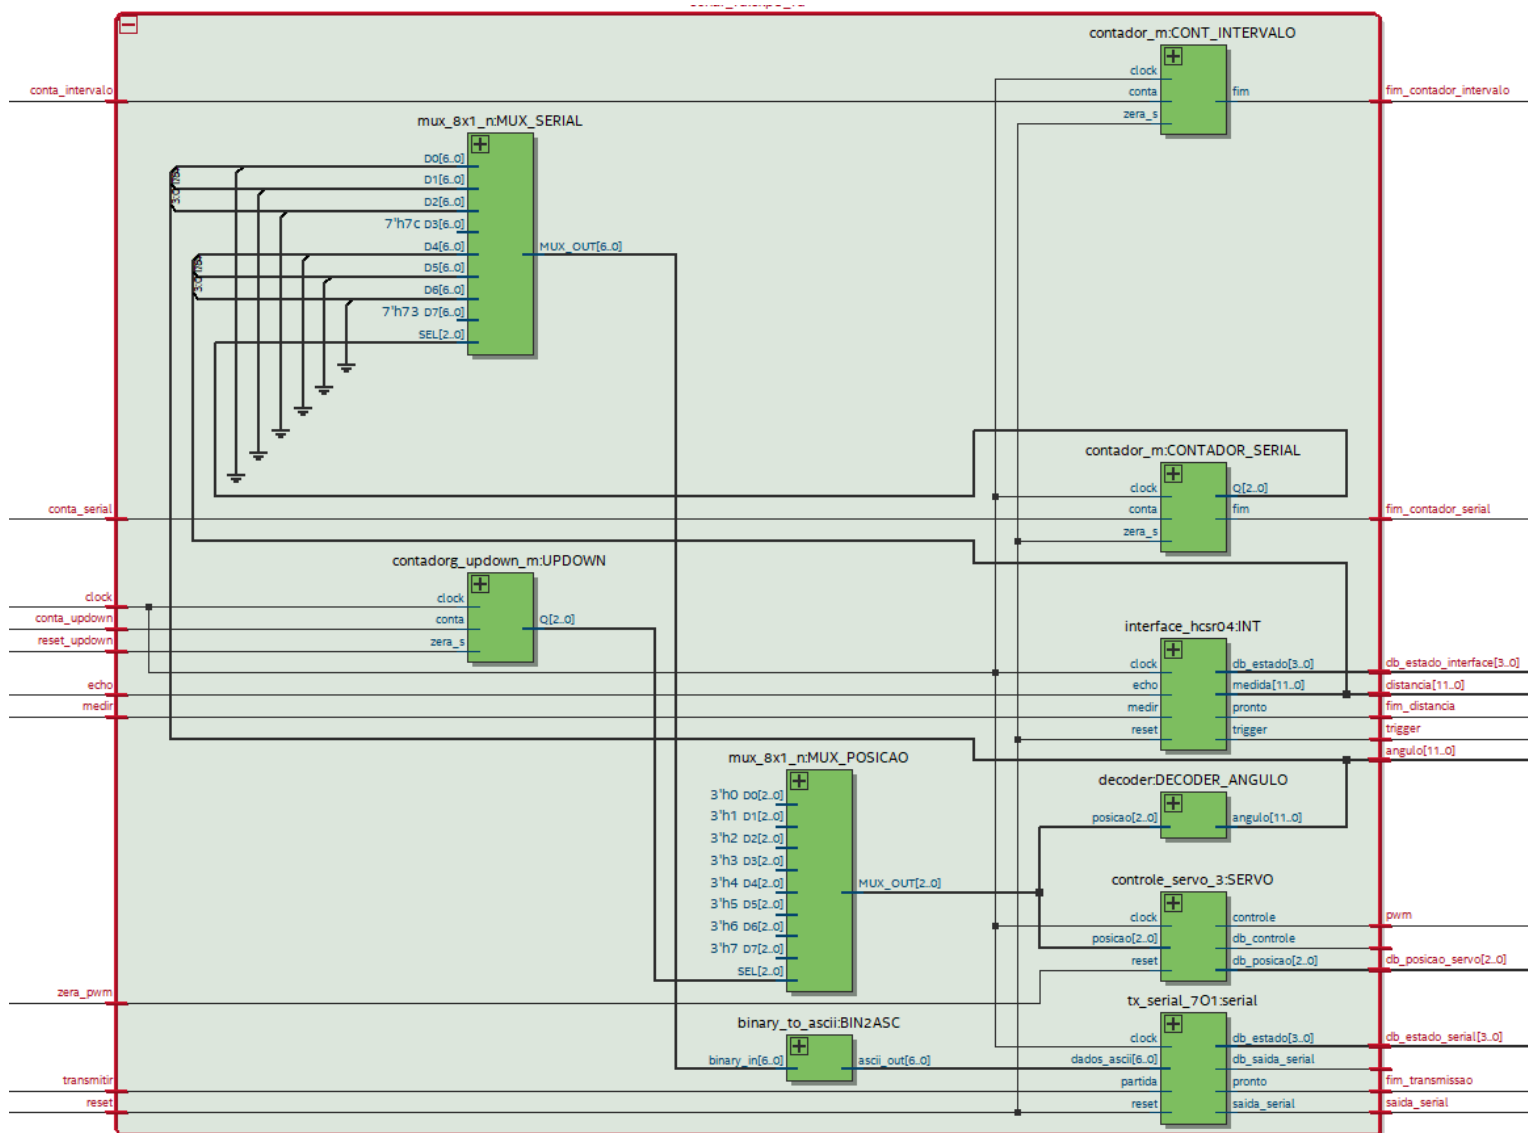 contador_m:CONT_INTERVALO
clock
conta_intervalo
conta
fim
fim_contador_intervalo
zera_s
mux_8x1_n:MUX_SERIAL
D0[6..0]
D1[6..0]
D2[6..0]
7'h7c D3[6..0]
D4[6..0]
MUX_OUT[6..0]
D5[6..0]
D6[6..0]
7'h73 D7[6..0]
SEL[2..0]
contador_m:CONTADOR_SERIAL
clock
Q[2..0]
conta_serial
conta
fim
fim_contador_serial
zera_s
contadorg_updown_m:UPDOWN
clock
clock
conta_updown
conta
Q[2..0]
reset_updown
zera_s
interface_hcsr04:INT
clock
db_estado[3..0]
db_estado_interface[3..0]
echo
echo
medida[11..0]
distancia[11..0]
medir
medir
pronto
fim_distancia
reset
trigger
trigger
angulo[11..0]
mux_8x1_n:MUX_POSICAO
decoder:DECODER_ANGULO
3'h0 D0[2..0]
3'h1 D1[2..0]
posicao[2..0]
angulo[11..0]
3'h2 D2[2..0]
3'h3 D3[2..0]
3'h4 D4[2..0]
MUX_OUT[2..0]
controle_servo_3:SERVO
3'h5 D5[2..0]
3'h6 D6[2..0]
clock
controle
pwm
3'h7 D7[2..0]
posicao[2..0]
db_controle
SEL[2..0]
reset
db_posicao[2..0]
db_posicao_servo[2..0]
zera_pwm
tx_serial_7O1:serial
binary_to_ascii:BIN2ASC
clock
db_estado[3..0]
db_estado_serial[3..0]
binary_in[6..0]
ascii_out[6..0]
dados_ascii[6..0]
db_saida_serial
transmitir
partida
pronto
fim_transmissao
reset
reset
saida_serial
saida_serial